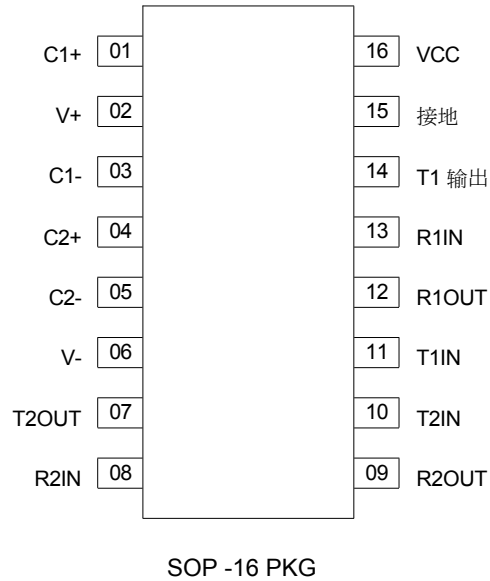 C1+ 01 16 VCC
V+ 02 15 接地
C1- 03 14 T1 输出
C2+ 04 13 R1IN
C2- 05 12 R1OUT
V- 06 11 T1IN
T2OUT 07 10 T2IN
R2IN 08 09 R2OUT
SOP -16 PKG